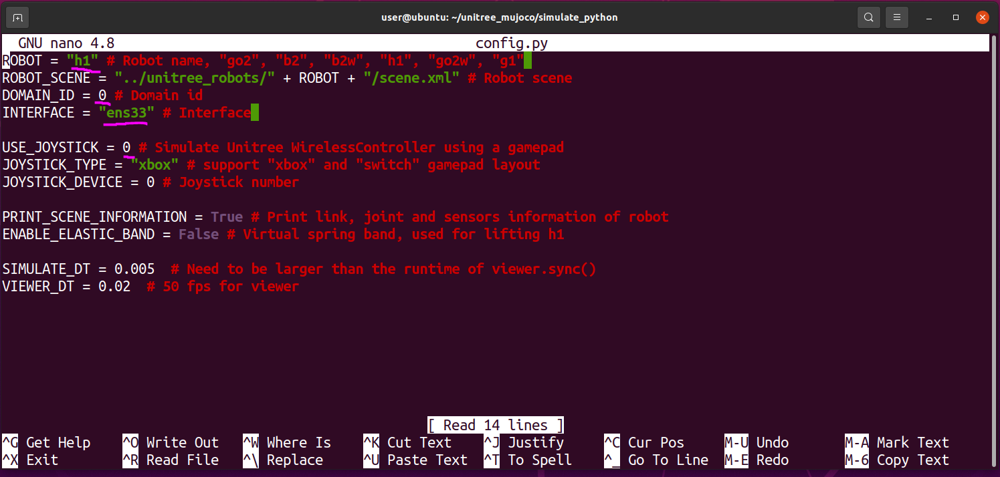 user@ubuntu: ~/unitree_mujoco/simulate_python
GNU nano 4.8 config.py
ROBOT = "h1" # Robot name, "go2", "b2", "b2w", "h1", "go2w", "g1"
ROBOT_SCENE = "../unitree_robots/" + ROBOT + "/scene.xml" # Robot scene
DOMAIN_ID = 0 # Domain id
INTERFACE = "ens33" # Interface
USE_JOYSTICK = 0 # Simulate Unitree WirelessController using a gamepad
JOYSTICK_TYPE = "xbox" # support "xbox" and "switch" gamepad layout
JOYSTICK_DEVICE = 0 # Joystick number
PRINT_SCENE_INFORMATION = True # Print link, joint and sensors information of robot
ENABLE_ELASTIC_BAND = False # Virtual spring band, used for lifting h1
SIMULATE_DT = 0.005  # Need to be larger than the runtime of viewer.sync()
VIEWER_DT = 0.02  # 50 fps for viewer
[ Read 14 lines ]
^G Get Help ^O Write Out ^W Where Is ^K Cut Text ^J Justify ^C Cur Pos M-U Undo M-A Mark Text
^X Exit ^R Read File ^\ Replace ^U Paste Text ^T To Spell ^_ Go To Line M-E Redo M-6 Copy Text